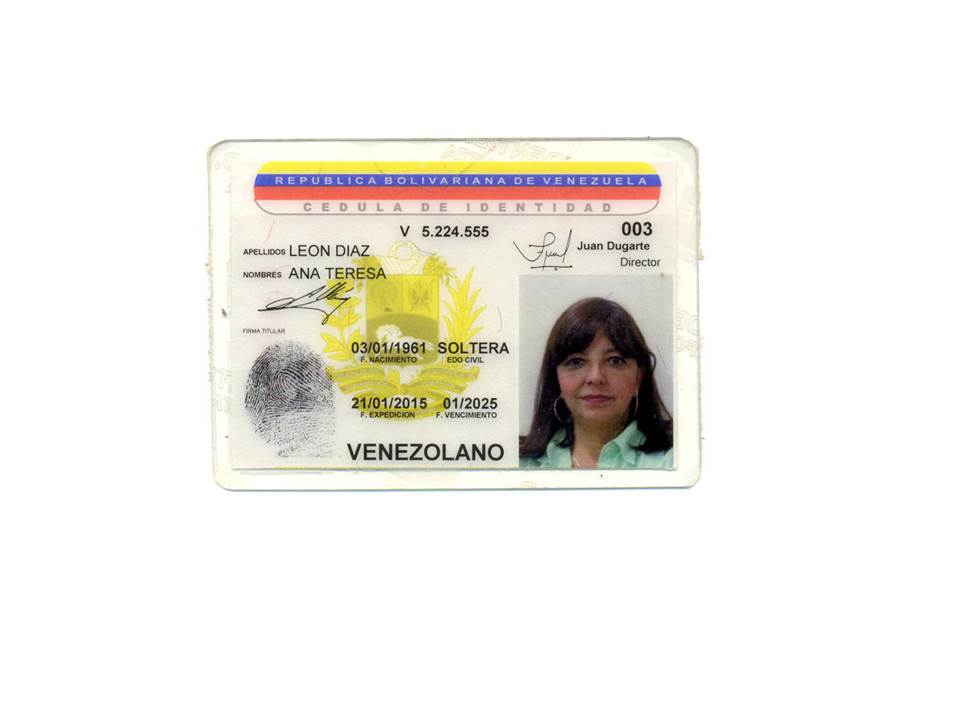 REPUBLICA BOLIVARIANA DE VENEZUELA
CEDULA DE IDENTIDAD
V 5.224.555
003
APELLIDOS LEON DIAZ
Juan Dugarte
Director
NOMBRES ANA TERESA
FIRMA TITULAR
03/01/1961 SOLTERA
F. NACIMIENTO EDO CIVIL
21/01/2015 01/2025
F. EXPEDICION F. VENCIMIENTO
VENEZOLANO